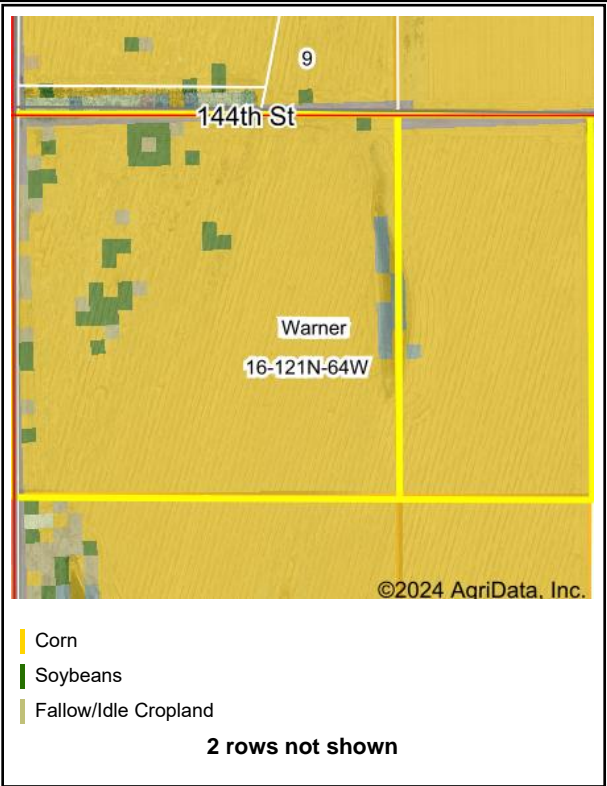 9
144th St
Warner
16-121N-64W
©2024 AgriData, Inc.
Corn
Soybeans
Fallow/Idle Cropland
2 rows not shown